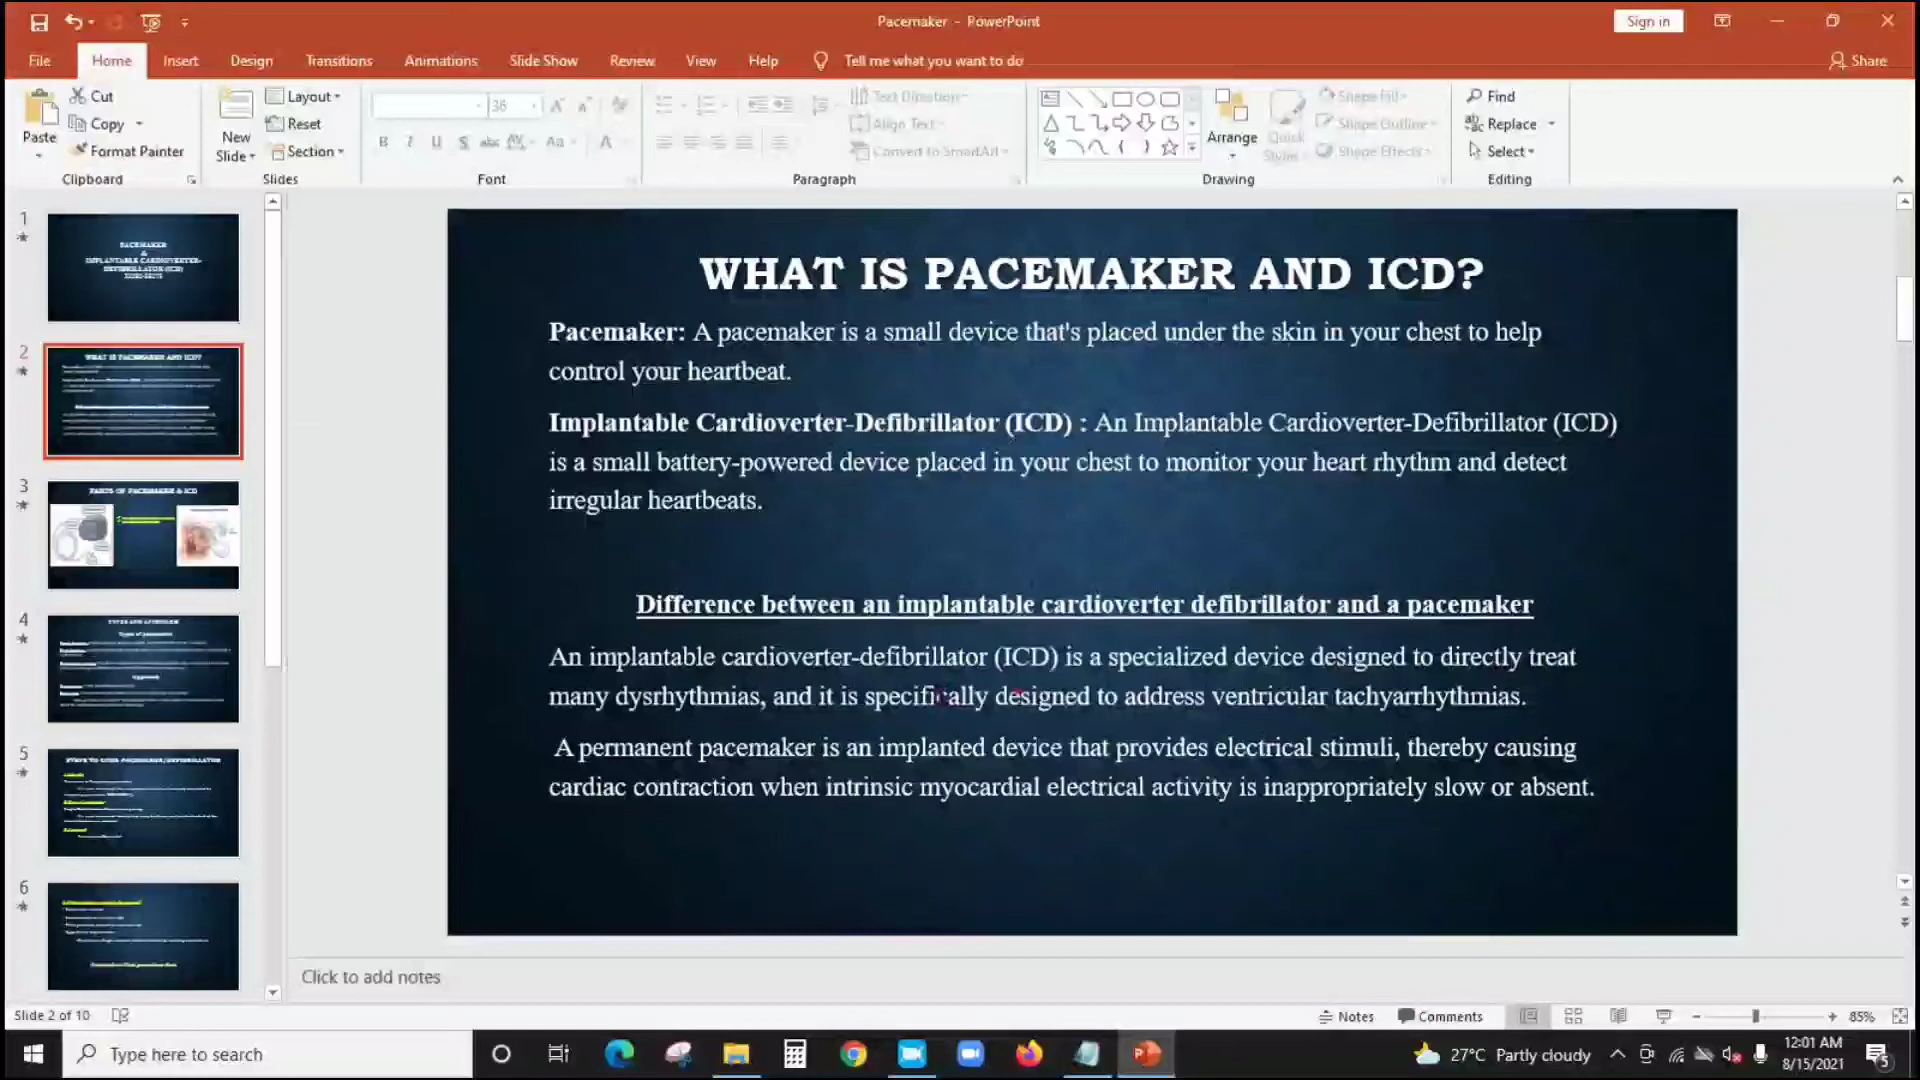 Pacemaker - PowerPoint
Sign in
File Home Insert Design Transitions Animations Slide Show Review View Help Tell me what you want to do Share
Paste
Cut
Copy
Format Painter
Clipboard
New Slide
Layout
Reset
Section
Slides
36
Font
Text Direction
Align Text
Convert to SmartArt
Paragraph
Arrange
Quick Styles
Shape Fill
Shape Outline
Shape Effects
Drawing
Find
Replace
Select
Editing
1
PACEMAKER
&
IMPLANTABLE CARDIOVERTER-
DEFIBRILLATOR (ICD)
2
WHAT IS PACEMAKER AND ICD?
3
PARTS OF PACEMAKER & ICD
4
5
6
WHAT IS PACEMAKER AND ICD?
Pacemaker: A pacemaker is a small device that's placed under the skin in your chest to help
control your heartbeat.
Implantable Cardioverter-Defibrillator (ICD) : An Implantable Cardioverter-Defibrillator (ICD)
is a small battery-powered device placed in your chest to monitor your heart rhythm and detect
irregular heartbeats.
Difference between an implantable cardioverter defibrillator and a pacemaker
An implantable cardioverter-defibrillator (ICD) is a specialized device designed to directly treat
many dysrhythmias, and it is specifically designed to address ventricular tachyarrhythmias.
A permanent pacemaker is an implanted device that provides electrical stimuli, thereby causing
cardiac contraction when intrinsic myocardial electrical activity is inappropriately slow or absent.
Click to add notes
Slide 2 of 10
Notes
Comments
85%
Type here to search
27°C Partly cloudy
12:01 AM
8/15/2021
5